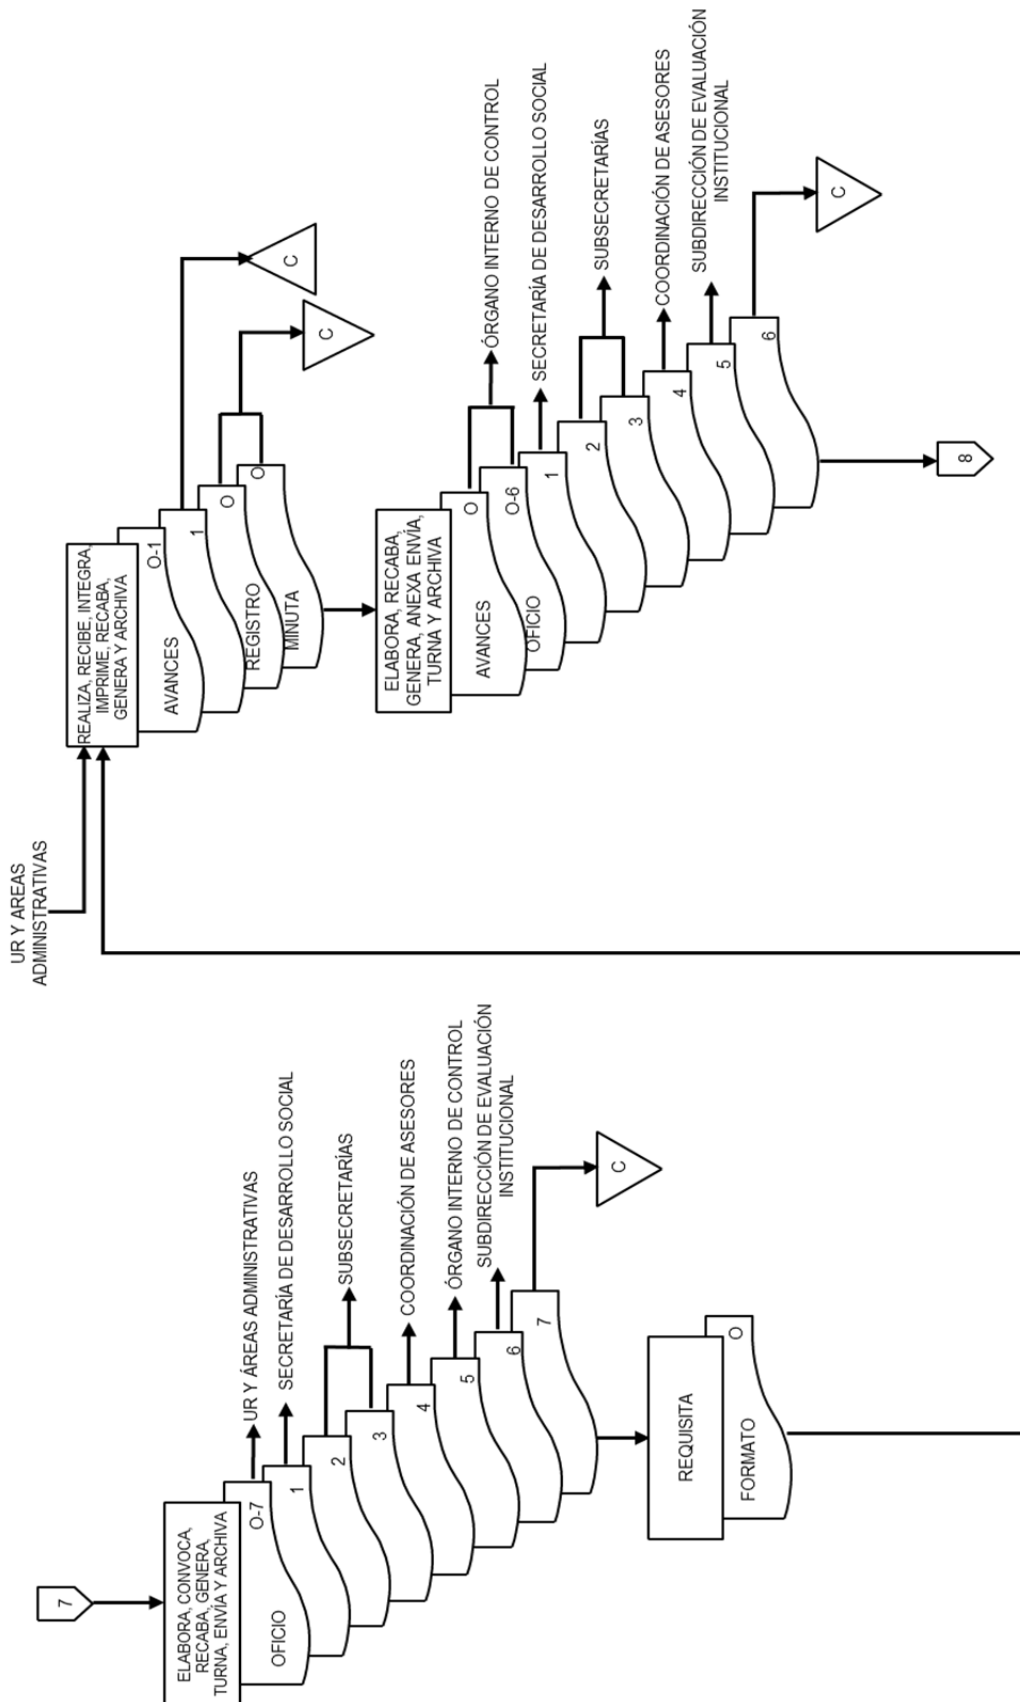 7
ELABORA, CONVOCA,
RECABA, GENERA,
TURNA, ENVÍA Y ARCHIVA
OFICIO
O-7
UR Y ÁREAS ADMINISTRATIVAS
1
SECRETARÍA DE DESARROLLO SOCIAL
2
3
SUBSECRETARÍAS
4
COORDINACIÓN DE ASESORES
5
ÓRGANO INTERNO DE CONTROL
6
SUBDIRECCIÓN DE EVALUACIÓN
INSTITUCIONAL
7
C
REQUISITA
FORMATO
O
UR Y AREAS
ADMINISTRATIVAS
REALIZA, RECIBE, INTEGRA,
IMPRIME, RECABA,
GENERA Y ARCHIVA
AVANCES
O-1
1
C
REGISTRO
O
MINUTA
O
C
ELABORA, RECABA,
GENERA, ANEXA ENVÍA,
TURNA Y ARCHIVA
AVANCES
O
OFICIO
O-6
ÓRGANO INTERNO DE CONTROL
1
SECRETARÍA DE DESARROLLO SOCIAL
2
3
SUBSECRETARÍAS
4
COORDINACIÓN DE ASESORES
5
SUBDIRECCIÓN DE EVALUACIÓN
INSTITUCIONAL
6
C
8